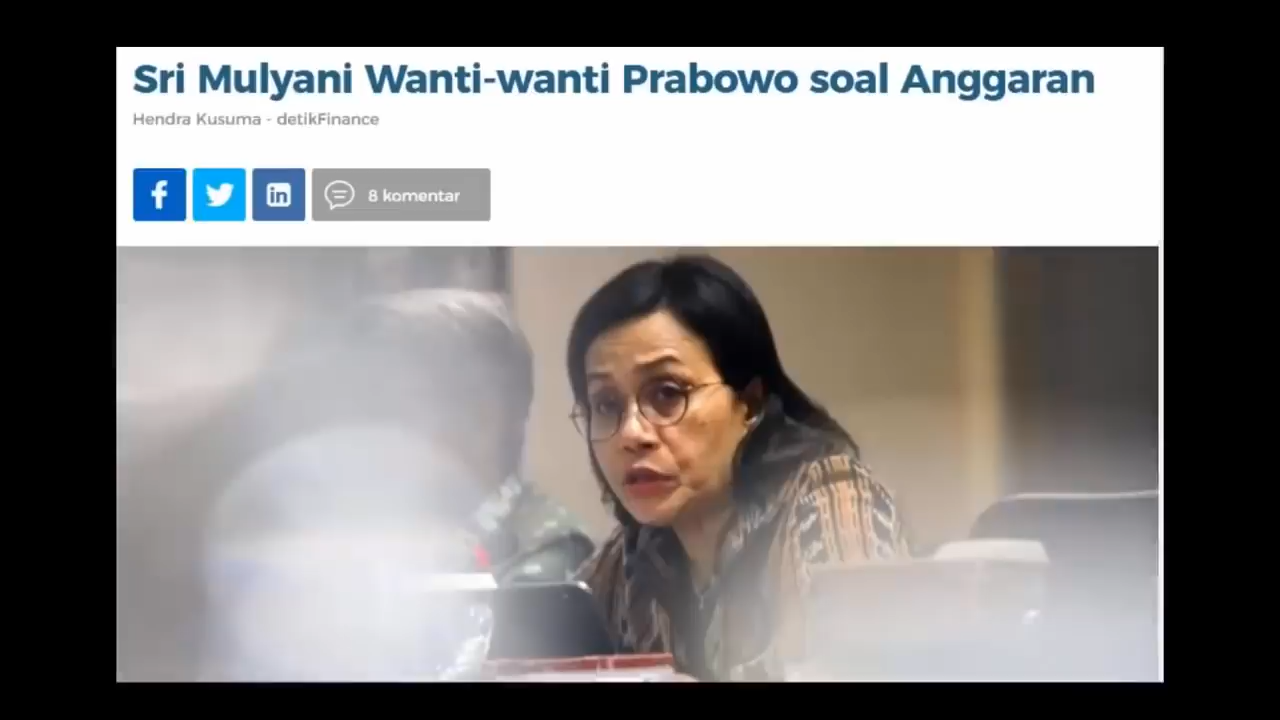 Sri Mulyani Wanti-wanti Prabowo soal Anggaran
Hendra Kusuma - detikFinance
8 komentar